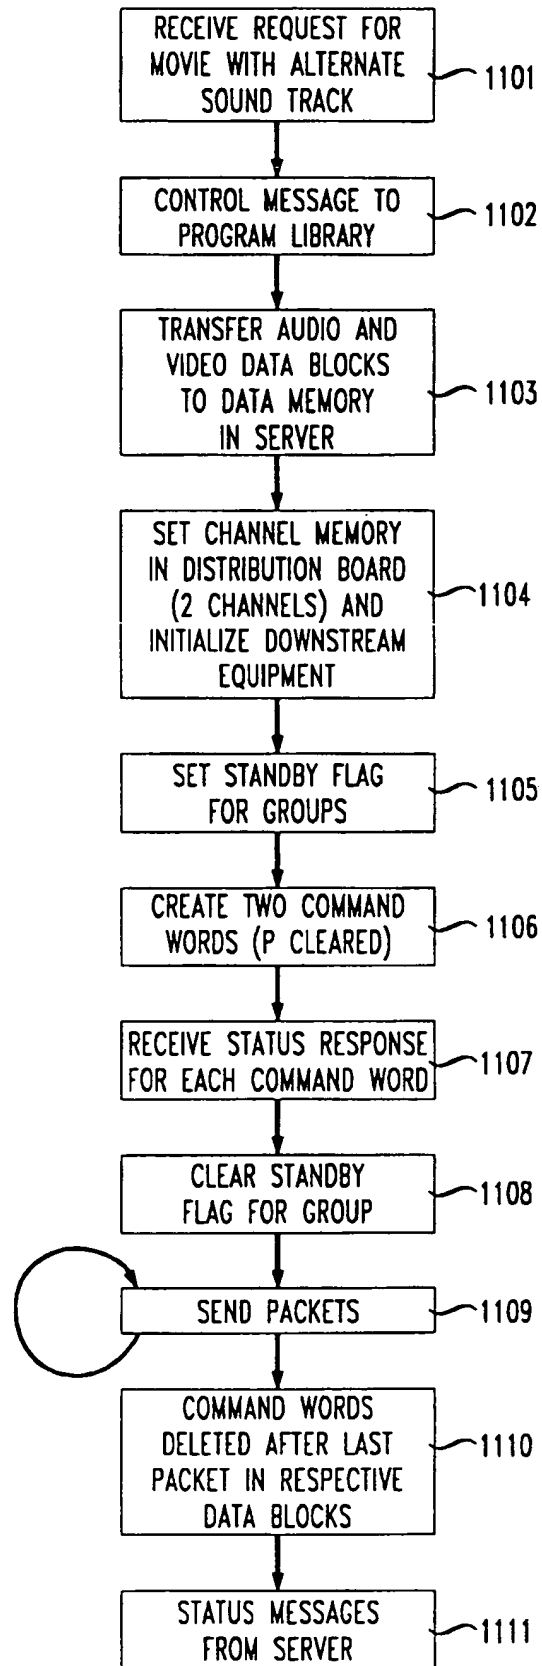 RECEIVE REQUEST FOR
MOVIE WITH ALTERNATE
SOUND TRACK
1101
CONTROL MESSAGE TO
PROGRAM LIBRARY
1102
TRANSFER AUDIO AND
VIDEO DATA BLOCKS
TO DATA MEMORY
IN SERVER
1103
SET CHANNEL MEMORY
IN DISTRIBUTION BOARD
(2 CHANNELS) AND
INITIALIZE DOWNSTREAM
EQUIPMENT
1104
SET STANDBY FLAG
FOR GROUPS
1105
CREATE TWO COMMAND
WORDS (P CLEARED)
1106
RECEIVE STATUS RESPONSE
FOR EACH COMMAND WORD
1107
CLEAR STANDBY
FLAG FOR GROUP
1108
SEND PACKETS
1109
COMMAND WORDS
DELETED AFTER LAST
PACKET IN RESPECTIVE
DATA BLOCKS
1110
STATUS MESSAGES
FROM SERVER
1111